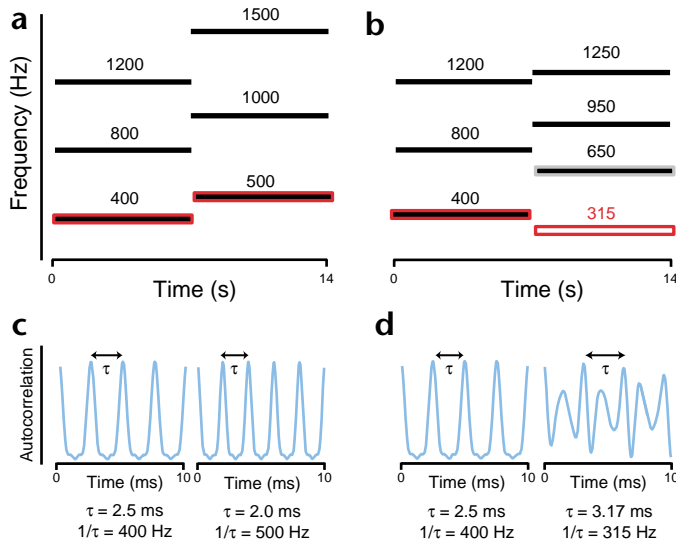 a
1500
b
1200
1200
1250
1000
950
800
800
650
500
400
400
315
Frequency (Hz)
0
14
0
14
Time (s)
Time (s)
c
d
τ
τ
τ
τ
Autocorrelation
0
10
0
10
0
10
0
10
Time (ms)
Time (ms)
Time (ms)
Time (ms)
τ = 2.5 ms
τ = 2.0 ms
τ = 2.5 ms
τ = 3.17 ms
1/τ = 400 Hz
1/τ = 500 Hz
1/τ = 400 Hz
1/τ = 315 Hz